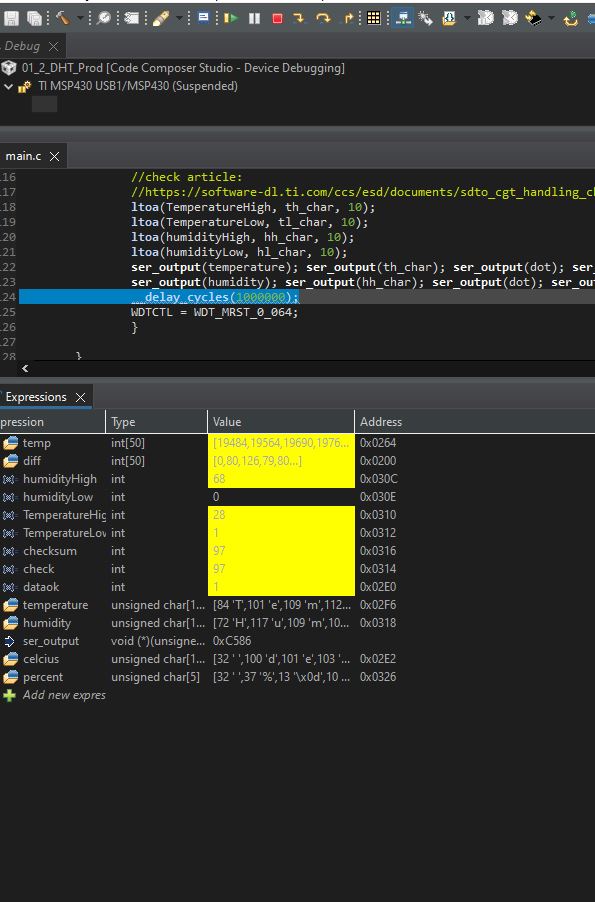 Debug
01_2_DHT_Prod [Code Composer Studio - Device Debugging]
TI MSP430 USB1/MSP430 (Suspended)
main.c
16 //check article:
17 //https://software-dl.ti.com/ccs/esd/documents/sdto_cgt_handling_c
18 ltoa(TemperatureHigh, th_char, 10);
19 ltoa(TemperatureLow, tl_char, 10);
20 ltoa(humidityHigh, hh_char, 10);
21 ltoa(humidityLow, hl_char, 10);
22 ser_output(temperature); ser_output(th_char); ser_output(dot); ser_
23 ser_output(humidity); ser_output(hh_char); ser_output(dot); ser_out
24 __delay_cycles(1000000);
25 WDTCTL = WDT_MRST_0_064;
26 }
27
28 }
Expressions
pression Type Value Address
temp int[50] [19484,19564,19690,1976... 0x0264
diff int[50] [0,80,126,79,80...] 0x0200
humidityHigh int 68 0x030C
humidityLow int 0 0x030E
TemperatureHig int 28 0x0310
TemperatureLov int 1 0x0312
checksum int 97 0x0316
check int 97 0x0314
dataok int 1 0x02E0
temperature unsigned char[1... [84 'T',101 'e',109 'm',112... 0x02F6
humidity unsigned char[1... [72 'H',117 'u',109 'm',10... 0x0318
ser_output void (*)(unsigne... 0xC586
celcius unsigned char[1... [32 ' ',100 'd',101 'e',103 '... 0x02E2
percent unsigned char[5] [32 ' ',37 '%',13 '\x0d',10 ... 0x0326
Add new expres